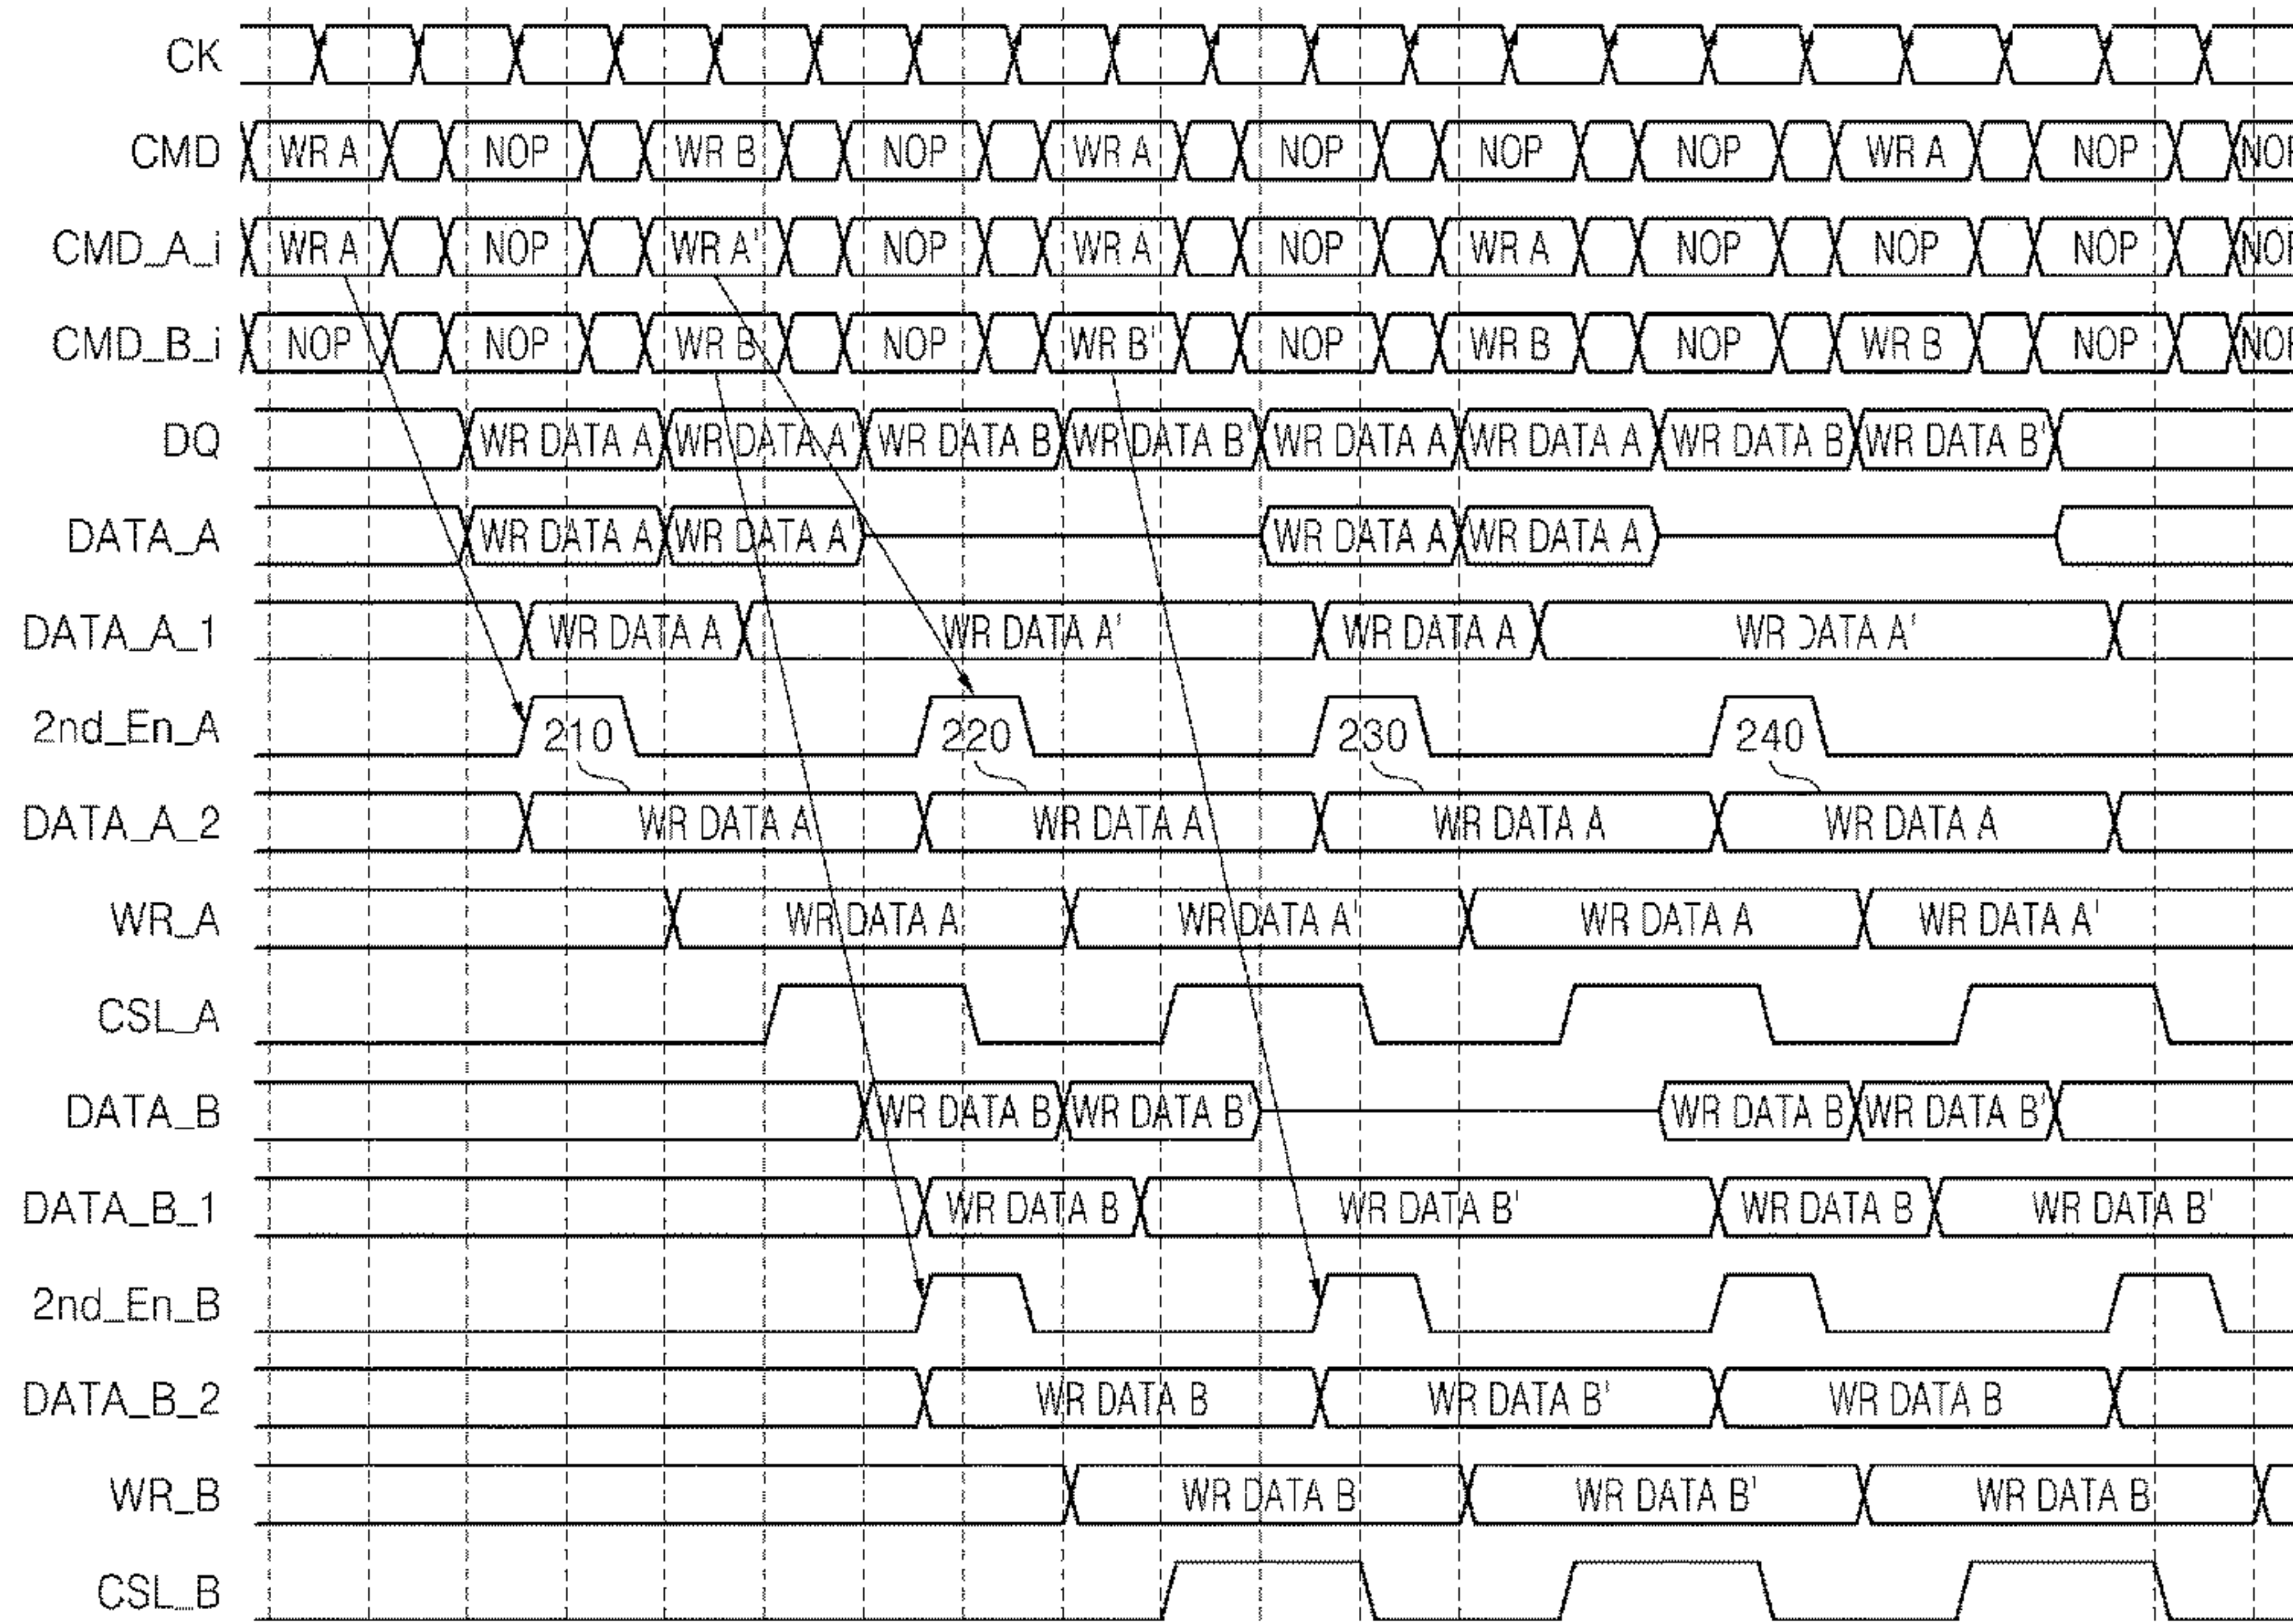 CK
CMD WR A NOP WR B NOP WR A NOP NOP NOP WR A NOP NOP
CMD_A_i WR A NOP WR A' NOP WR A NOP WR A NOP NOP NOP NOP
CMD_B_i NOP NOP WR B NOP WR B' NOP WR B NOP WR B NOP NOP
DQ WR DATA A WR DATA A' WR DATA B WR DATA B' WR DATA A WR DATA A WR DATA B WR DATA B'
DATA_A WR DATA A WR DATA A' WR DATA A WR DATA A
DATA_A_1 WR DATA A WR DATA A' WR DATA A WR DATA A'
2nd_En_A 210 220 230 240
DATA_A_2 WR DATA A WR DATA A WR DATA A WR DATA A
WR_A WR DATA A WR DATA A' WR DATA A WR DATA A'
CSL_A
DATA_B WR DATA B WR DATA B' WR DATA B WR DATA B'
DATA_B_1 WR DATA B WR DATA B' WR DATA B WR DATA B'
2nd_En_B
DATA_B_2 WR DATA B WR DATA B' WR DATA B
WR_B WR DATA B WR DATA B' WR DATA B
CSL_B